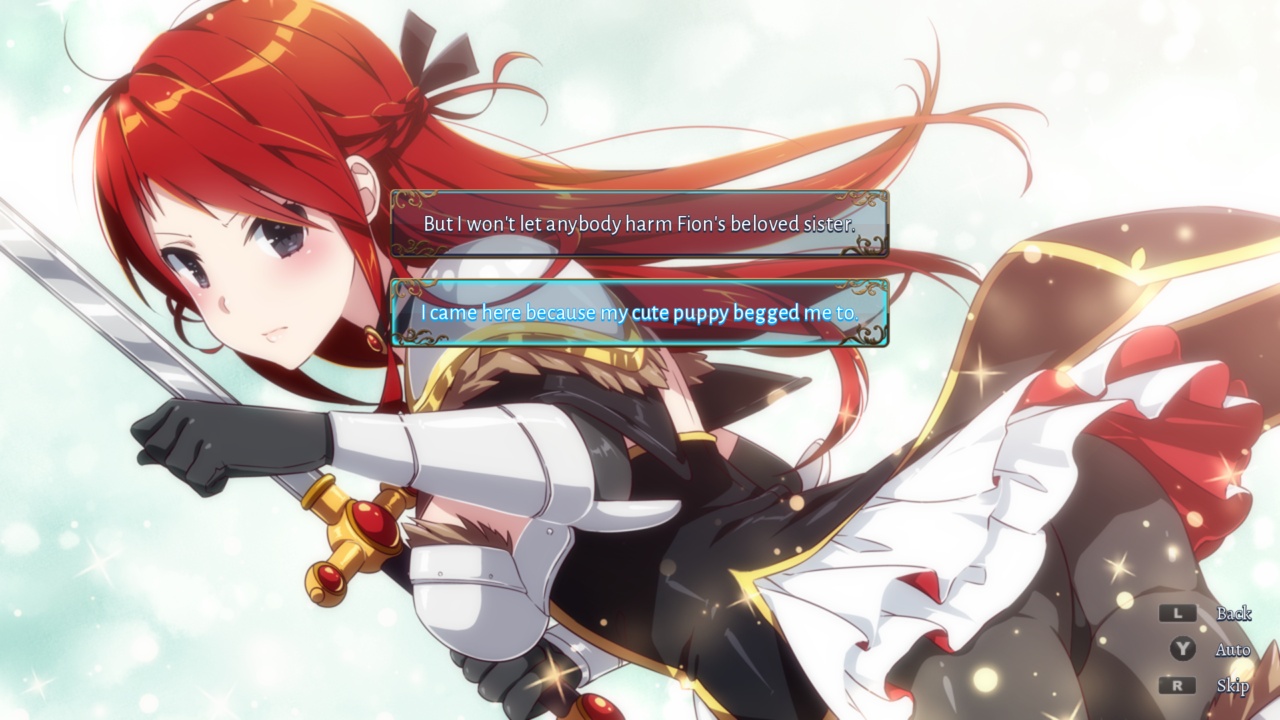 But I won't let anybody harm Fion's beloved sister.
I came here because my cute puppy begged me to.
L Back
Y Auto
R Skip